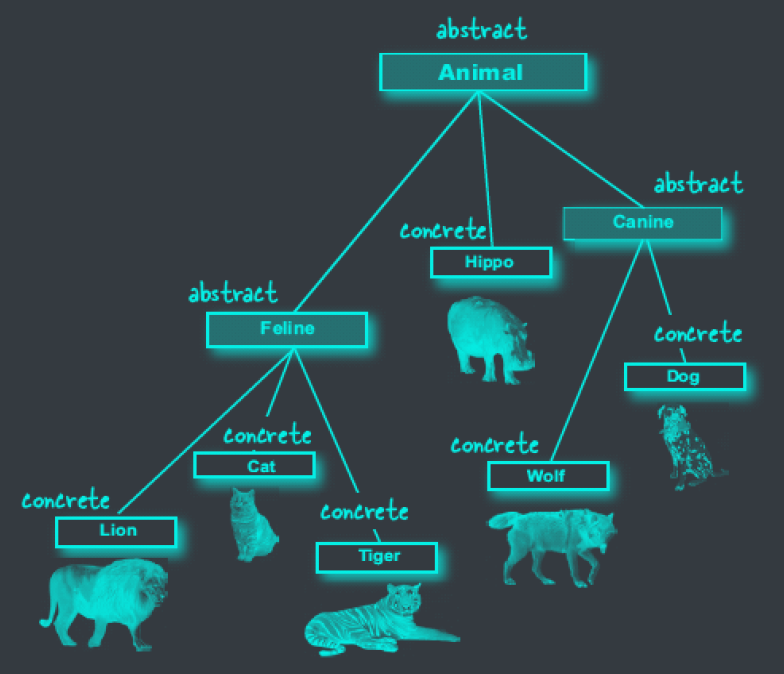 abstract
Animal
abstract
Canine
concrete
Hippo
abstract
Feline
concrete
Dog
concrete
Cat
concrete
Wolf
concrete
Lion
concrete
Tiger